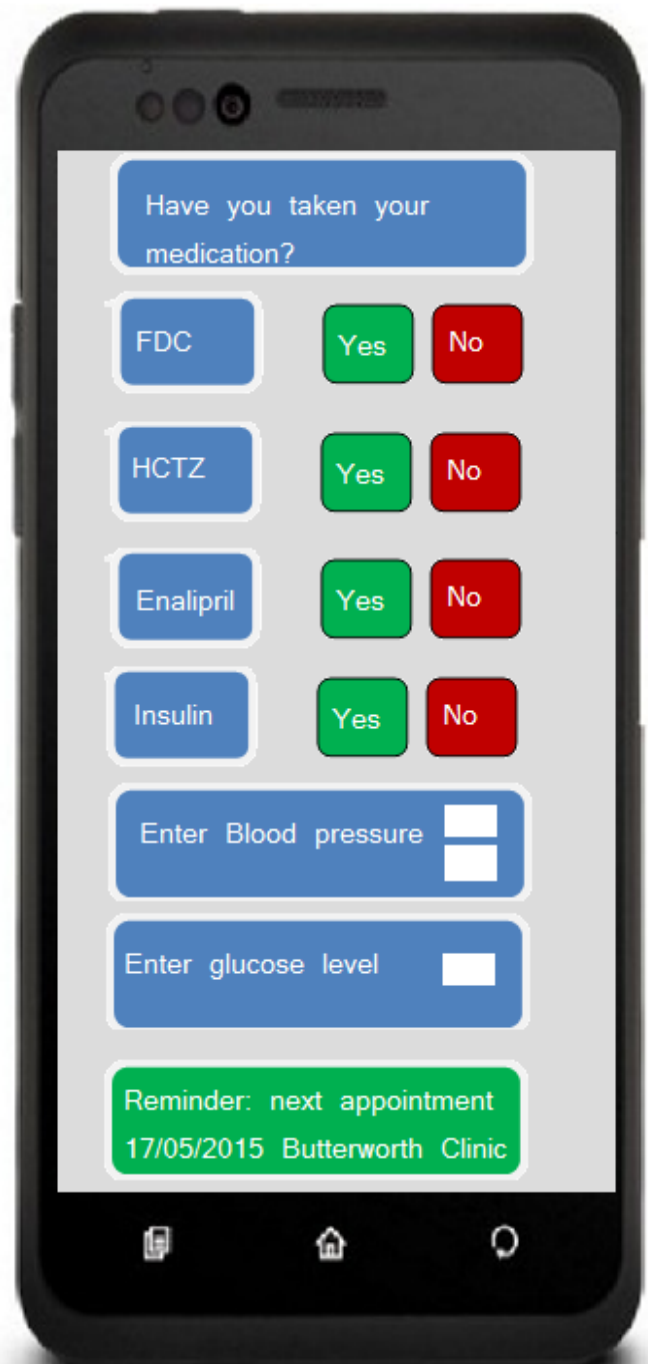 Have you taken your
medication?
FDC Yes No
HCTZ Yes No
Enalipril Yes No
Insulin Yes No
Enter Blood pressure
Enter glucose level
Reminder: next appointment
17/05/2015 Butterworth Clinic